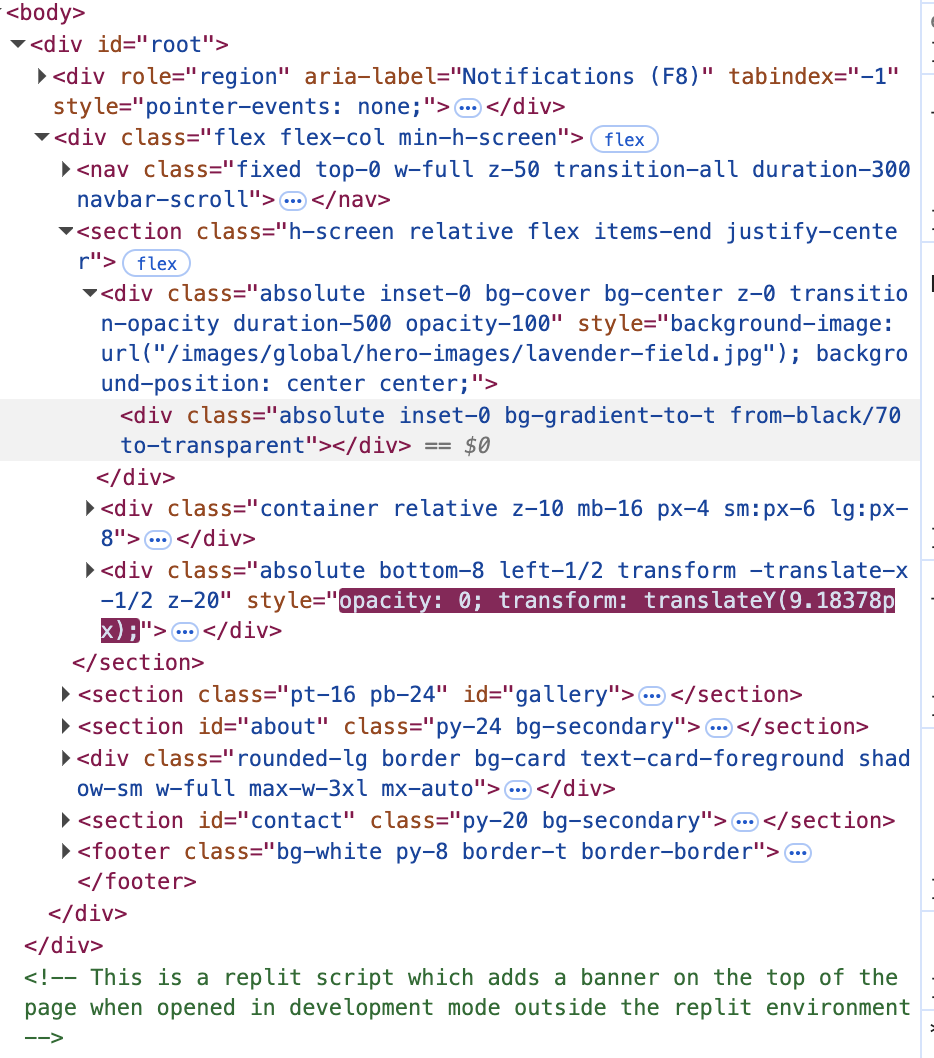 <body>
<div id="root">
<div role="region" aria-label="Notifications (F8)" tabindex="-1"
style="pointer-events: none;"> … </div>
<div class="flex flex-col min-h-screen"> flex
<nav class="fixed top-0 w-full z-50 transition-all duration-300
navbar-scroll"> … </nav>
<section class="h-screen relative flex items-end justify-cente
r"> flex
<div class="absolute inset-0 bg-cover bg-center z-0 transitio
n-opacity duration-500 opacity-100" style="background-image:
url("/images/global/hero-images/lavender-field.jpg"); backgro
und-position: center center;">
<div class="absolute inset-0 bg-gradient-to-t from-black/70
to-transparent"></div> == $0
</div>
<div class="container relative z-10 mb-16 px-4 sm:px-6 lg:px-
8"> … </div>
<div class="absolute bottom-8 left-1/2 transform -translate-x
-1/2 z-20" style="opacity: 0; transform: translateY(9.18378p
x);"> … </div>
</section>
<section class="pt-16 pb-24" id="gallery"> … </section>
<section id="about" class="py-24 bg-secondary"> … </section>
<div class="rounded-lg border bg-card text-card-foreground shad
ow-sm w-full max-w-3xl mx-auto"> … </div>
<section id="contact" class="py-20 bg-secondary"> … </section>
<footer class="bg-white py-8 border-t border-border"> …
</footer>
</div>
</div>
<!-- This is a replit script which adds a banner on the top of the
page when opened in development mode outside the replit environment
-->